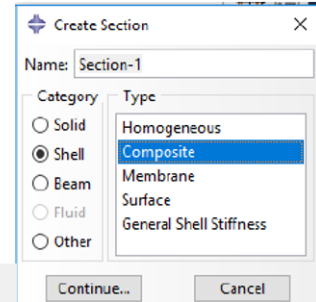 Create Section
Name: Section-1
Category
Type
Solid
Shell
Beam
Fluid
Other
Homogeneous
Composite
Membrane
Surface
General Shell Stiffness
Continue...
Cancel